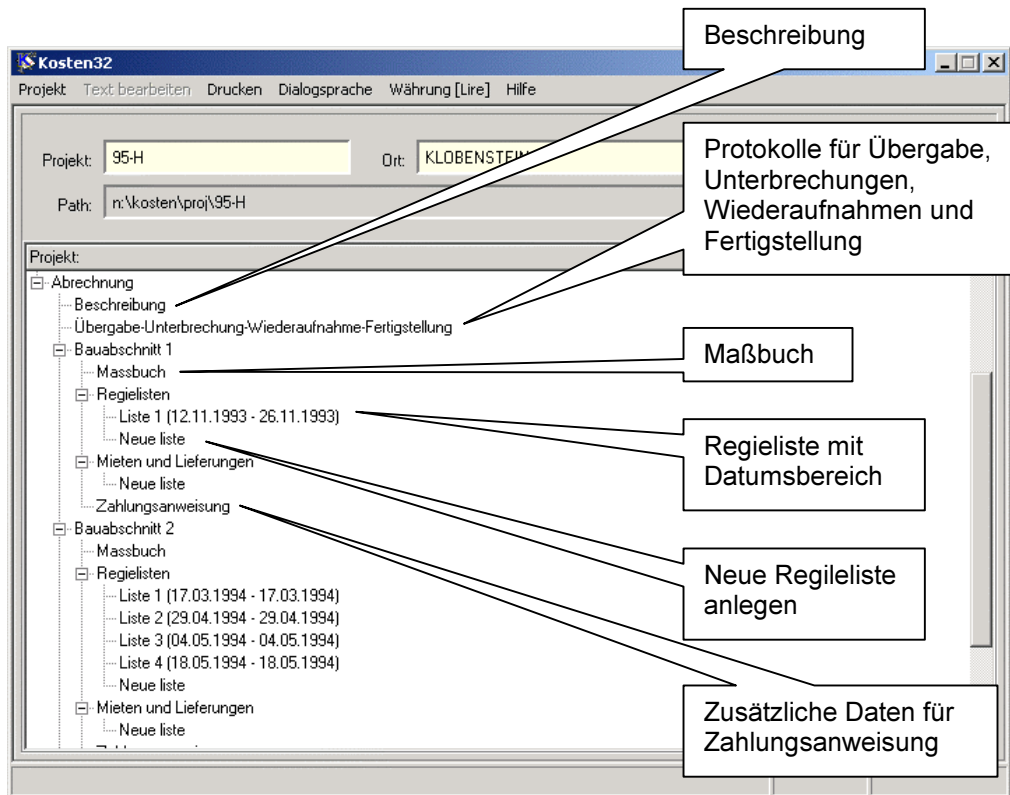 Beschreibung
Kosten32
Projekt Text bearbeiten Drucken Dialogsprache Währung [Lire] Hilfe
Protokolle für Übergabe,
Unterbrechungen,
Wiederaufnahmen und
Fertigstellung
Projekt: 95-H Ort: KLOBENSTEIN
Path: n:\kosten\proj\95-H
Projekt:
Abrechnung
Beschreibung
Übergabe-Unterbrechung-Wiederaufnahme-Fertigstellung
Bauabschnitt 1
Massbuch
Regielisten
Liste 1 (12.11.1993 - 26.11.1993)
Neue liste
Mieten und Lieferungen
Neue liste
Zahlungsanweisung
Bauabschnitt 2
Massbuch
Regielisten
Liste 1 (17.03.1994 - 17.03.1994)
Liste 2 (29.04.1994 - 29.04.1994)
Liste 3 (04.05.1994 - 04.05.1994)
Liste 4 (18.05.1994 - 18.05.1994)
Neue liste
Mieten und Lieferungen
Neue liste
Maßbuch
Regieliste mit
Datumsbereich
Neue Regileliste
anlegen
Zusätzliche Daten für
Zahlungsanweisung